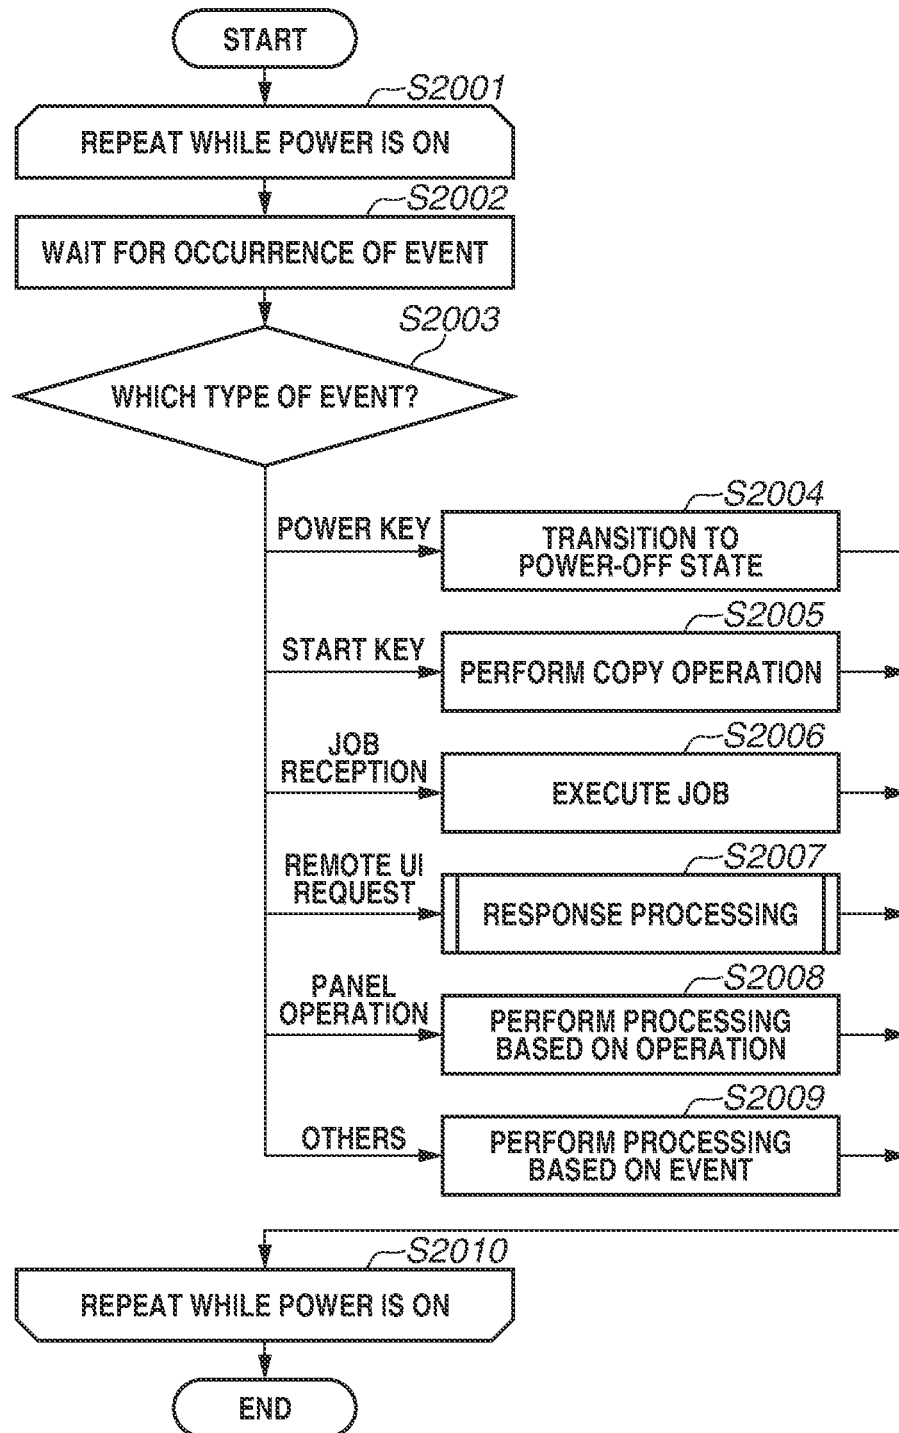 START
S2001
REPEAT WHILE POWER IS ON
S2002
WAIT FOR OCCURRENCE OF EVENT
S2003
WHICH TYPE OF EVENT?
S2004
POWER KEY
TRANSITION TO
POWER-OFF STATE
S2005
START KEY
PERFORM COPY OPERATION
S2006
JOB
RECEPTION
EXECUTE JOB
S2007
REMOTE UI
REQUEST
RESPONSE PROCESSING
S2008
PANEL
OPERATION
PERFORM PROCESSING
BASED ON OPERATION
S2009
OTHERS
PERFORM PROCESSING
BASED ON EVENT
S2010
REPEAT WHILE POWER IS ON
END